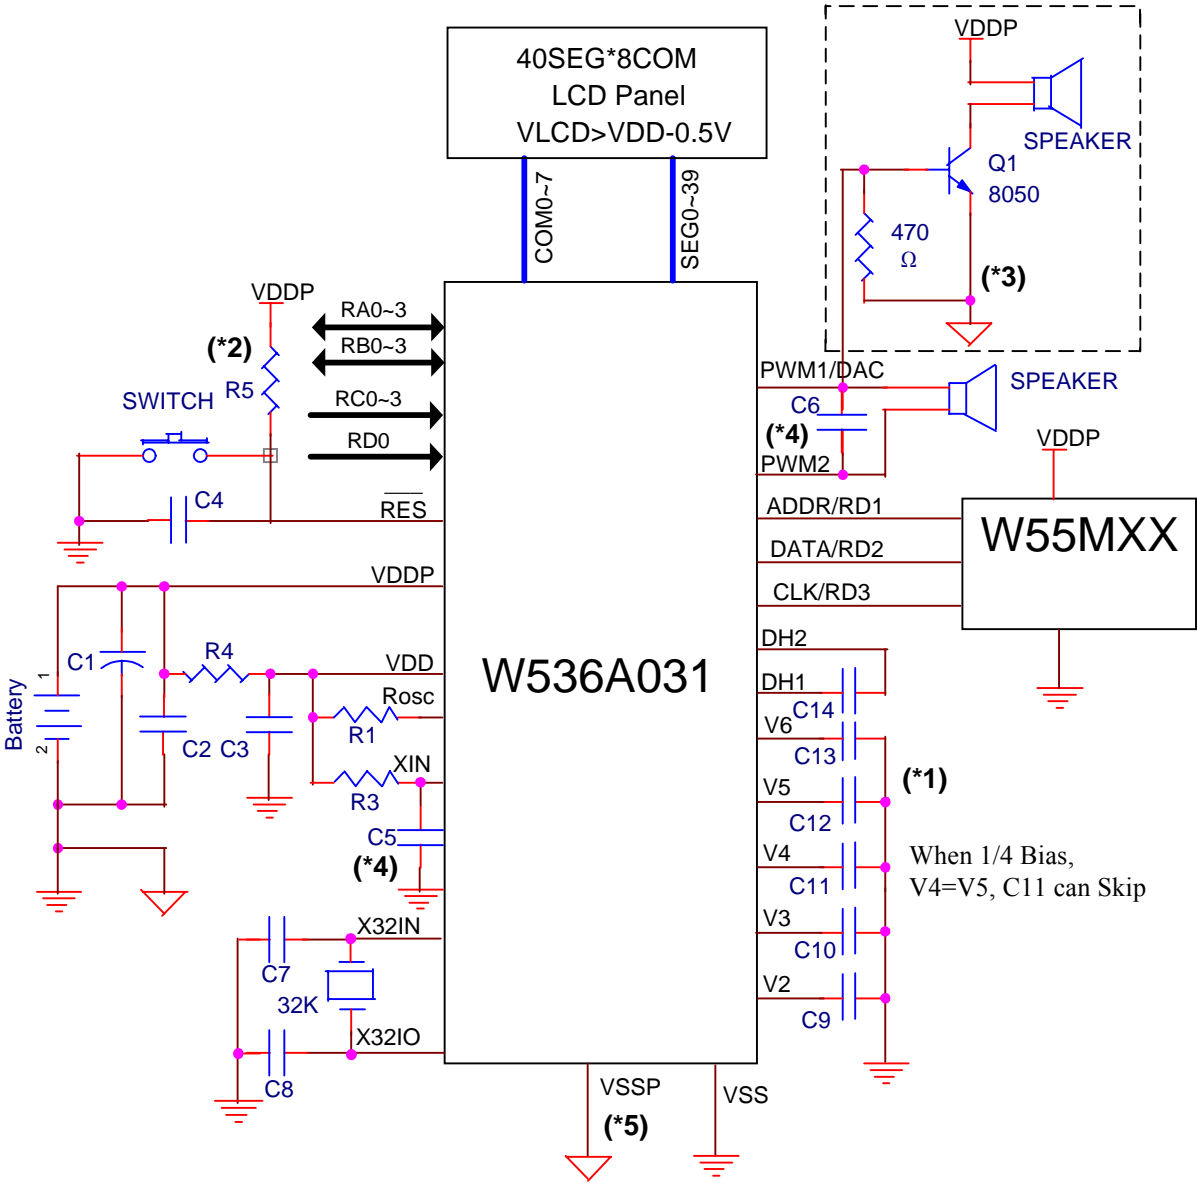 40SEG*8COM
LCD Panel
VLCD>VDD-0.5V
COM0~7
SEG0~39
VDDP
SPEAKER
Q1
8050
470
Ω
(*3)
VDDP
(*2)
R5
SWITCH
C4
RA0~3
RB0~3
RC0~3
RD0
RES
PWM1/DAC
C6
(*4)
PWM2
SPEAKER
VDDP
ADDR/RD1
DATA/RD2
CLK/RD3
W55MXX
VDDP
C1
R4
VDD
Rosc
R1
C2
C3
XIN
R3
C5
(*4)
Battery
1
2
W536A031
DH2
DH1
C14
V6
C13
(*1)
V5
C12
V4
C11
When 1/4 Bias,
V4=V5, C11 can Skip
V3
C10
V2
C9
X32IN
C7
32K
X32IO
C8
VSSP
(*5)
VSS